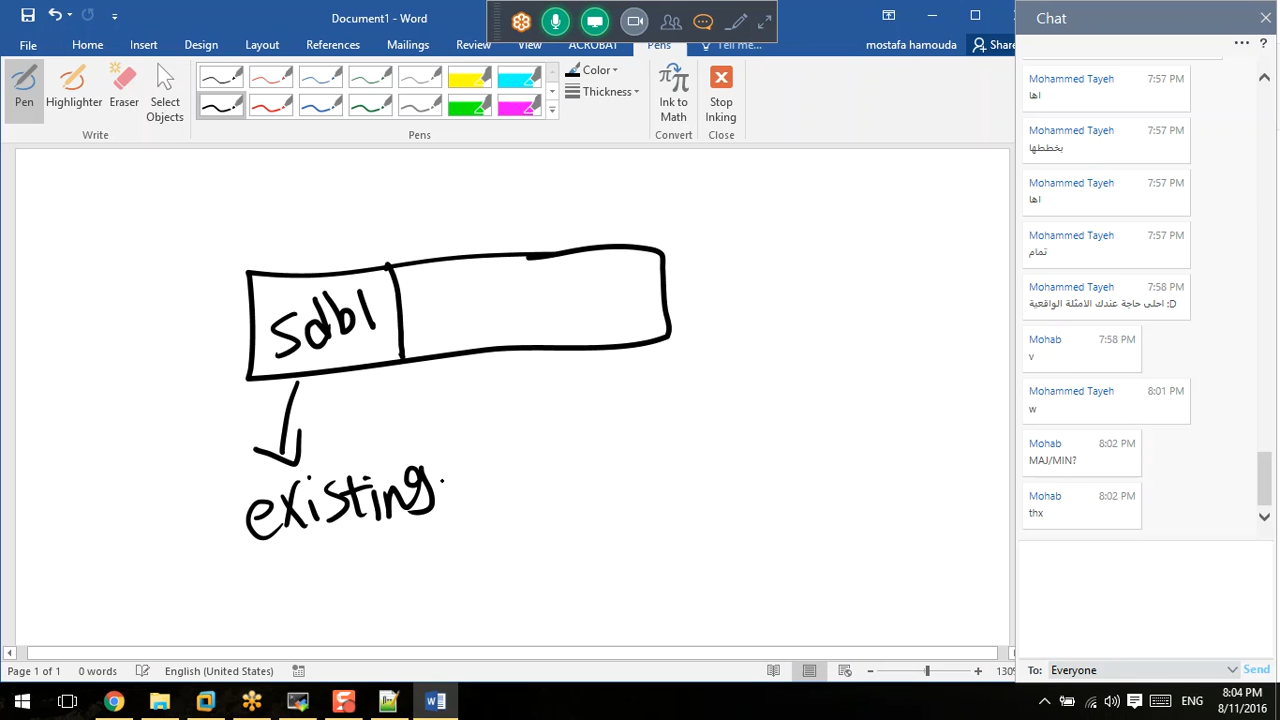 Document1 - Word
File Home Insert Design Layout References Mailings Review View ACROBAT Pens Tell me... mostafa hamouda Share
Pen
Highlighter
Eraser
Select Objects
Color
Thickness
Ink to Math
Stop Inking
Write
Pens
Convert
Close
sdb1
existing.
Chat
Mohammed Tayeh 7:57 PM
اها
Mohammed Tayeh 7:57 PM
بخططها
Mohammed Tayeh 7:57 PM
اها
Mohammed Tayeh 7:57 PM
تمام
Mohammed Tayeh 7:58 PM
احلى حاجة عندك الامثلة الواقعية :D
Mohab 7:58 PM
v
Mohammed Tayeh 8:01 PM
w
Mohab 8:02 PM
MAJ/MIN?
Mohab 8:02 PM
thx
To: Everyone Send
Page 1 of 1 0 words English (United States) 130%
ENG 8:04 PM
8/11/2016